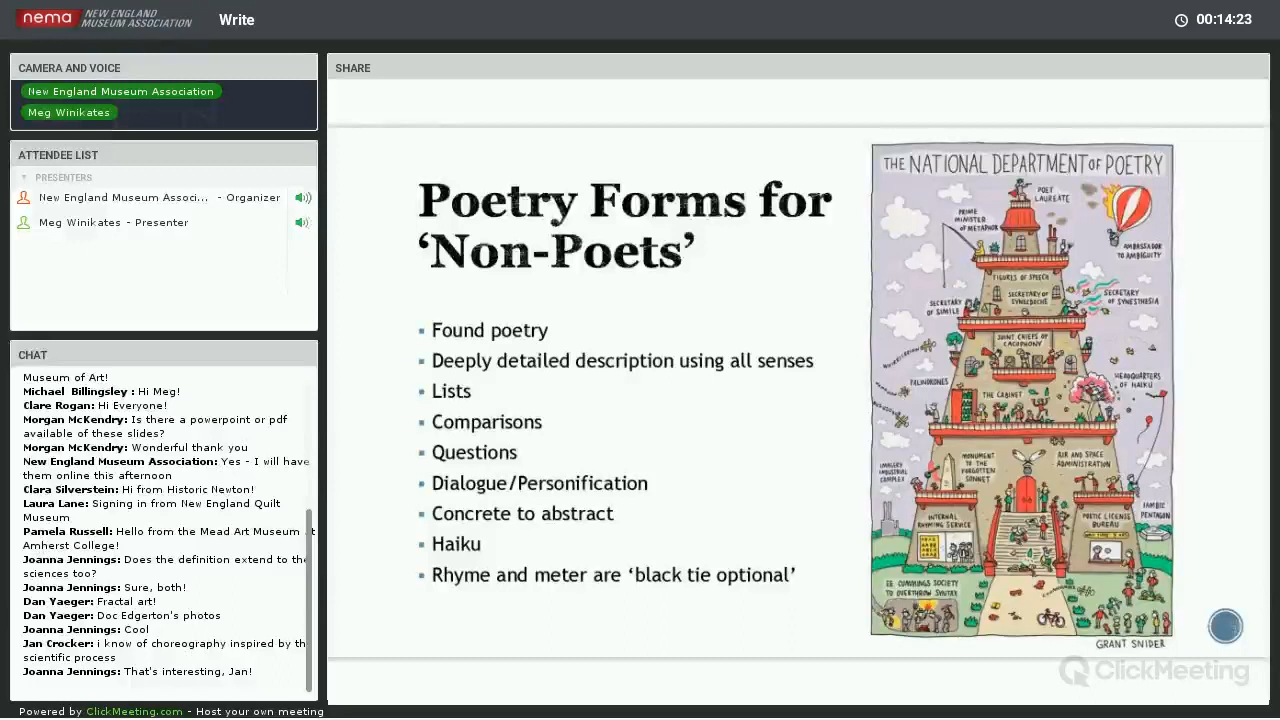 nema NEW ENGLAND
MUSEUM ASSOCIATION
Write
00:14:23
CAMERA AND VOICE
New England Museum Association
Meg Winikates
ATTENDEE LIST
PRESENTERS
New England Museum Associ... - Organizer
Meg Winikates - Presenter
CHAT
Museum of Art!
Michael Billingsley : Hi Meg!
Clare Rogan: Hi Everyone!
Morgan McKendry: Is there a powerpoint or pdf
available of these slides?
Morgan McKendry: Wonderful thank you
New England Museum Association: Yes - I will have
them online this afternoon
Clara Silverstein: Hi from Historic Newton!
Laura Lane: Signing in from New England Quilt
Museum
Pamela Russell: Hello from the Mead Art Museum
Amherst College!
Joanna Jennings: Does the definition extend to the
sciences too?
Joanna Jennings: Sure, both!
Dan Yaeger: Fractal art!
Dan Yaeger: Doc Edgerton's photos
Joanna Jennings: Cool
Jan Crocker: i know of choreography inspired by th
scientific process
Joanna Jennings: That's interesting, Jan!
Powered by ClickMeeting.com - Host your own meeting
SHARE
Poetry Forms for
‘Non-Poets’
Found poetry
Deeply detailed description using all senses
Lists
Comparisons
Questions
Dialogue/Personification
Concrete to abstract
Haiku
Rhyme and meter are ‘black tie optional’
THE NATIONAL DEPARTMENT OF POETRY
POET
LAUREATE
PRIME
MINISTER
OF METAPHOR
AMBASSADOR
TO AMBIGUITY
FIGURES OF SPEECH
SECRETARY OF
SYNECDOCHE
SECRETARY
OF SIMILE
SECRETARY
OF SYNESTHESIA
JOINT CHIEFS OF
CACOPHONY
PALINDROMES
HEADQUARTERS
OF HAIKU
THE CABINET
IMAGERY
INDUSTRIAL
COMPLEX
MONUMENT
TO THE
FORGOTTEN
SONNET
AIR AND SPACE
ADMINISTRATION
INTERNAL
RHYMING SERVICE
POETIC LICENSE
BUREAU
IAMBIC
PENTAGON
EE CUMMINGS SOCIETY
TO OVERTHROW SYNTAX
GRANT SNIDER
ClickMeeting